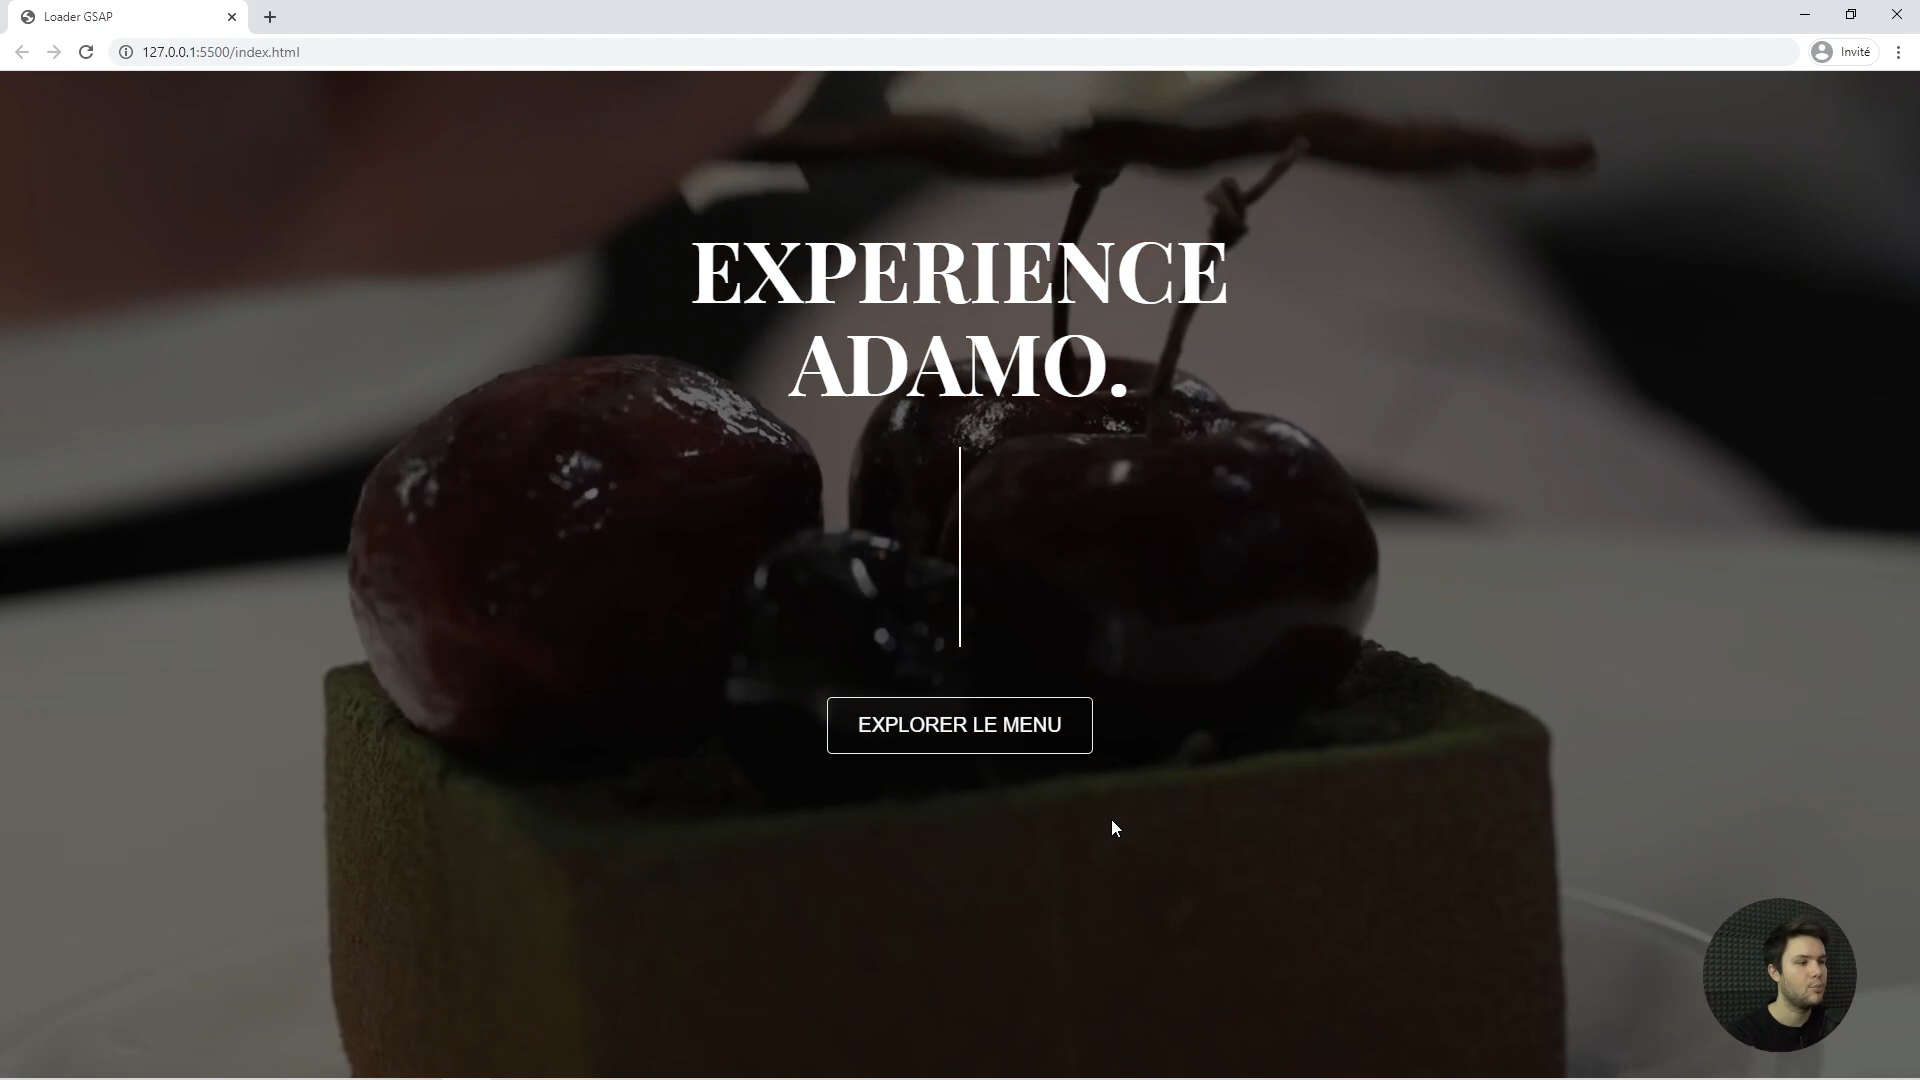 Loader GSAP
127.0.0.1:5500/index.html
Invité
EXPERIENCE
ADAMO.
EXPLORER LE MENU